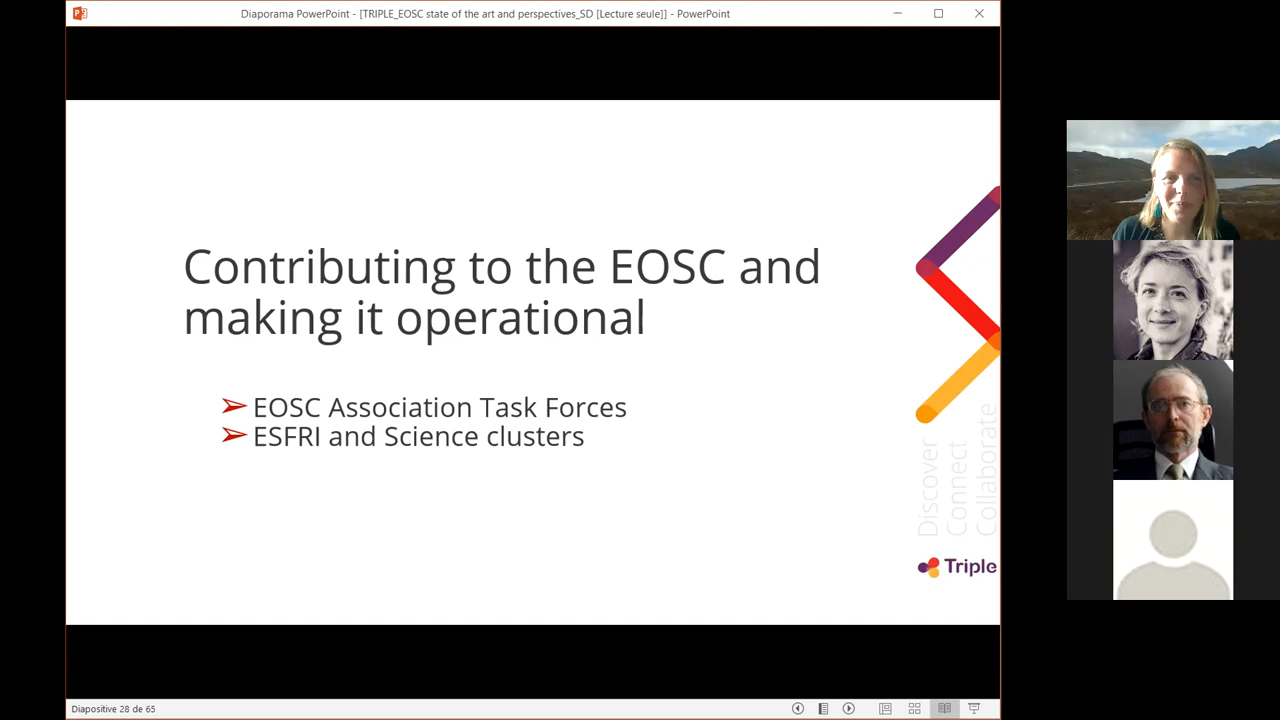 Diaporama PowerPoint - [TRIPLE_EOSC state of the art and perspectives_SD [Lecture seule]] - PowerPoint
Contributing to the EOSC and
making it operational
EOSC Association Task Forces
ESFRI and Science clusters
Discover
Connect
Collaborate
Triple
Diapositive 28 de 65